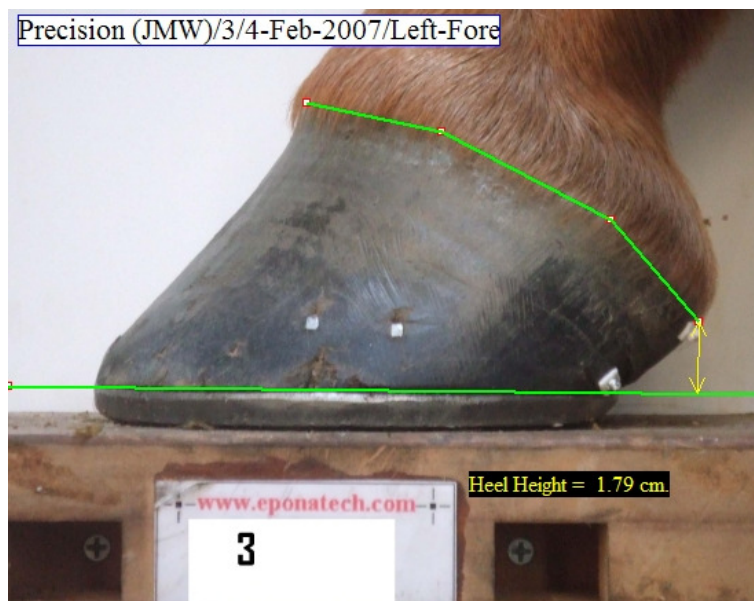 Precision (JMW)/3/4-Feb-2007/Left-Fore
Heel Height = 1.79 cm.
www.eponatech.com
3